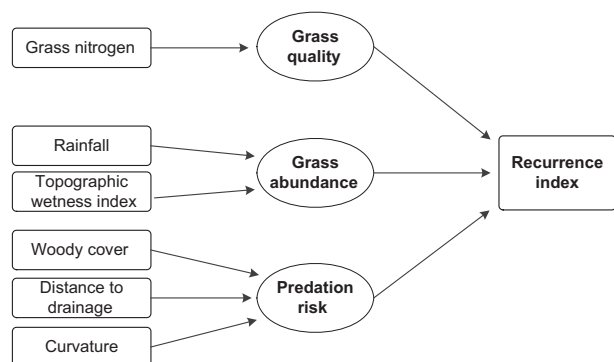 Grass nitrogen
Grass
quality
Rainfall
Topographic
wetness index
Grass
abundance
Recurrence
index
Woody cover
Distance to
drainage
Curvature
Predation
risk